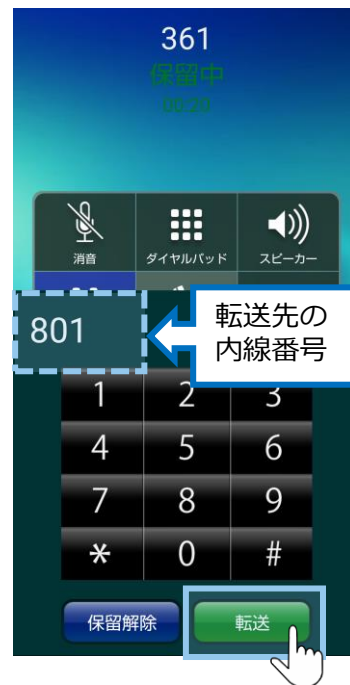 361
保留中
05:20
消音 ダイヤルパッド スピーカー
801
転送先の
内線番号
1 2 3
4 5 6
7 8 9
* 0 #
保留解除 転送